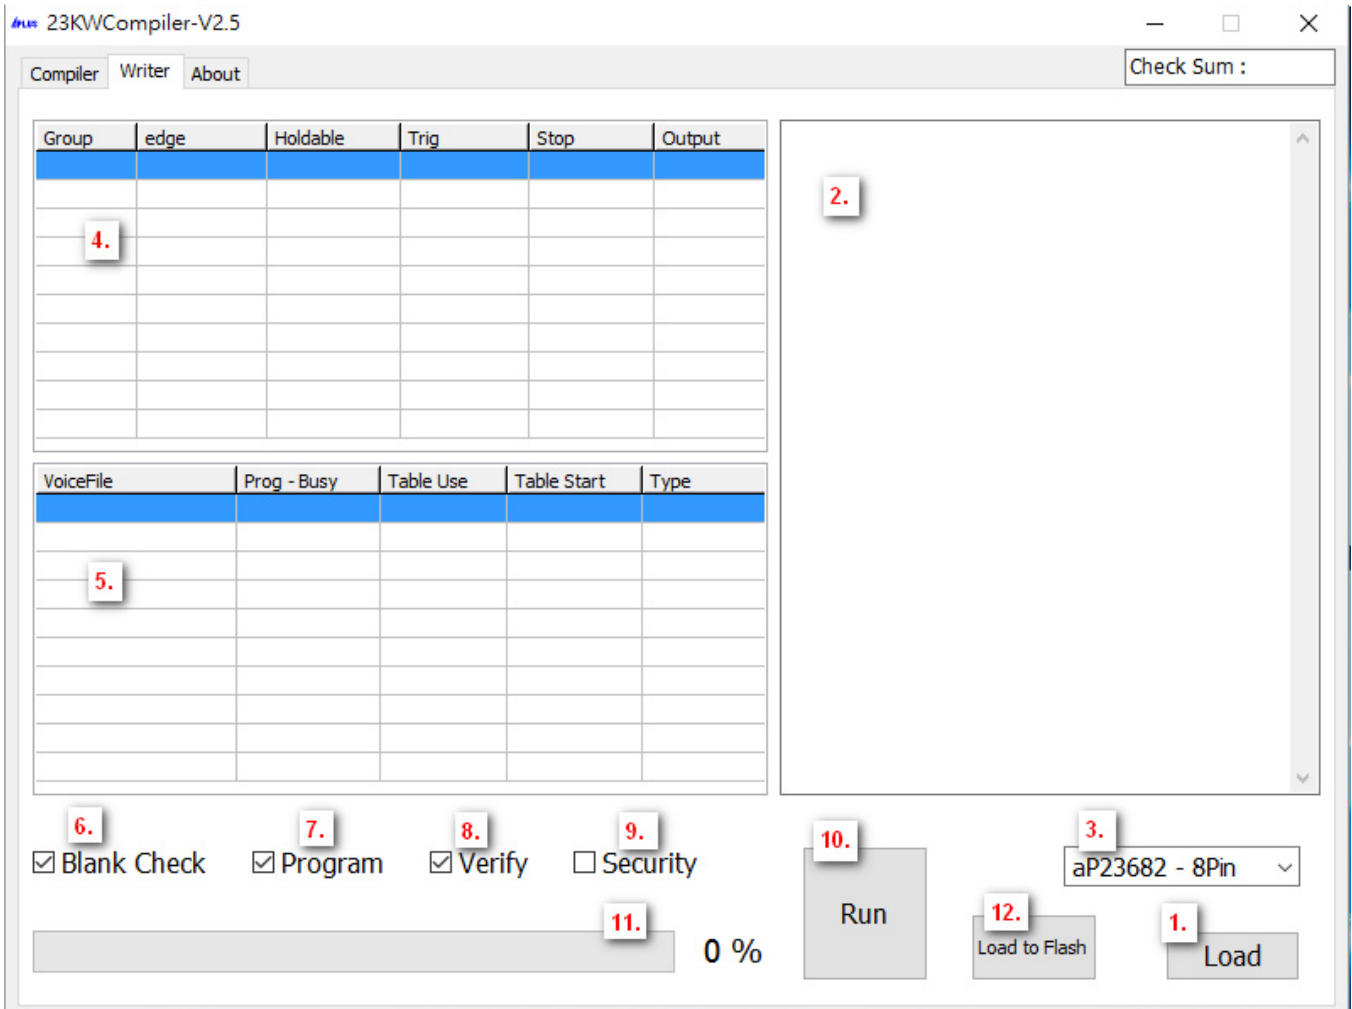 aPLUS 23KWCompiler-V2.5
Compiler Writer About
Check Sum :
Group edge Holdable Trig Stop Output
2.
4.
VoiceFile Prog - Busy Table Use Table Start Type
5.
6. 7. 8. 9. 10. 3.
Blank Check Program Verify Security
aP23682 - 8Pin
Run
11. 12. 1.
0 %
Load to Flash
Load